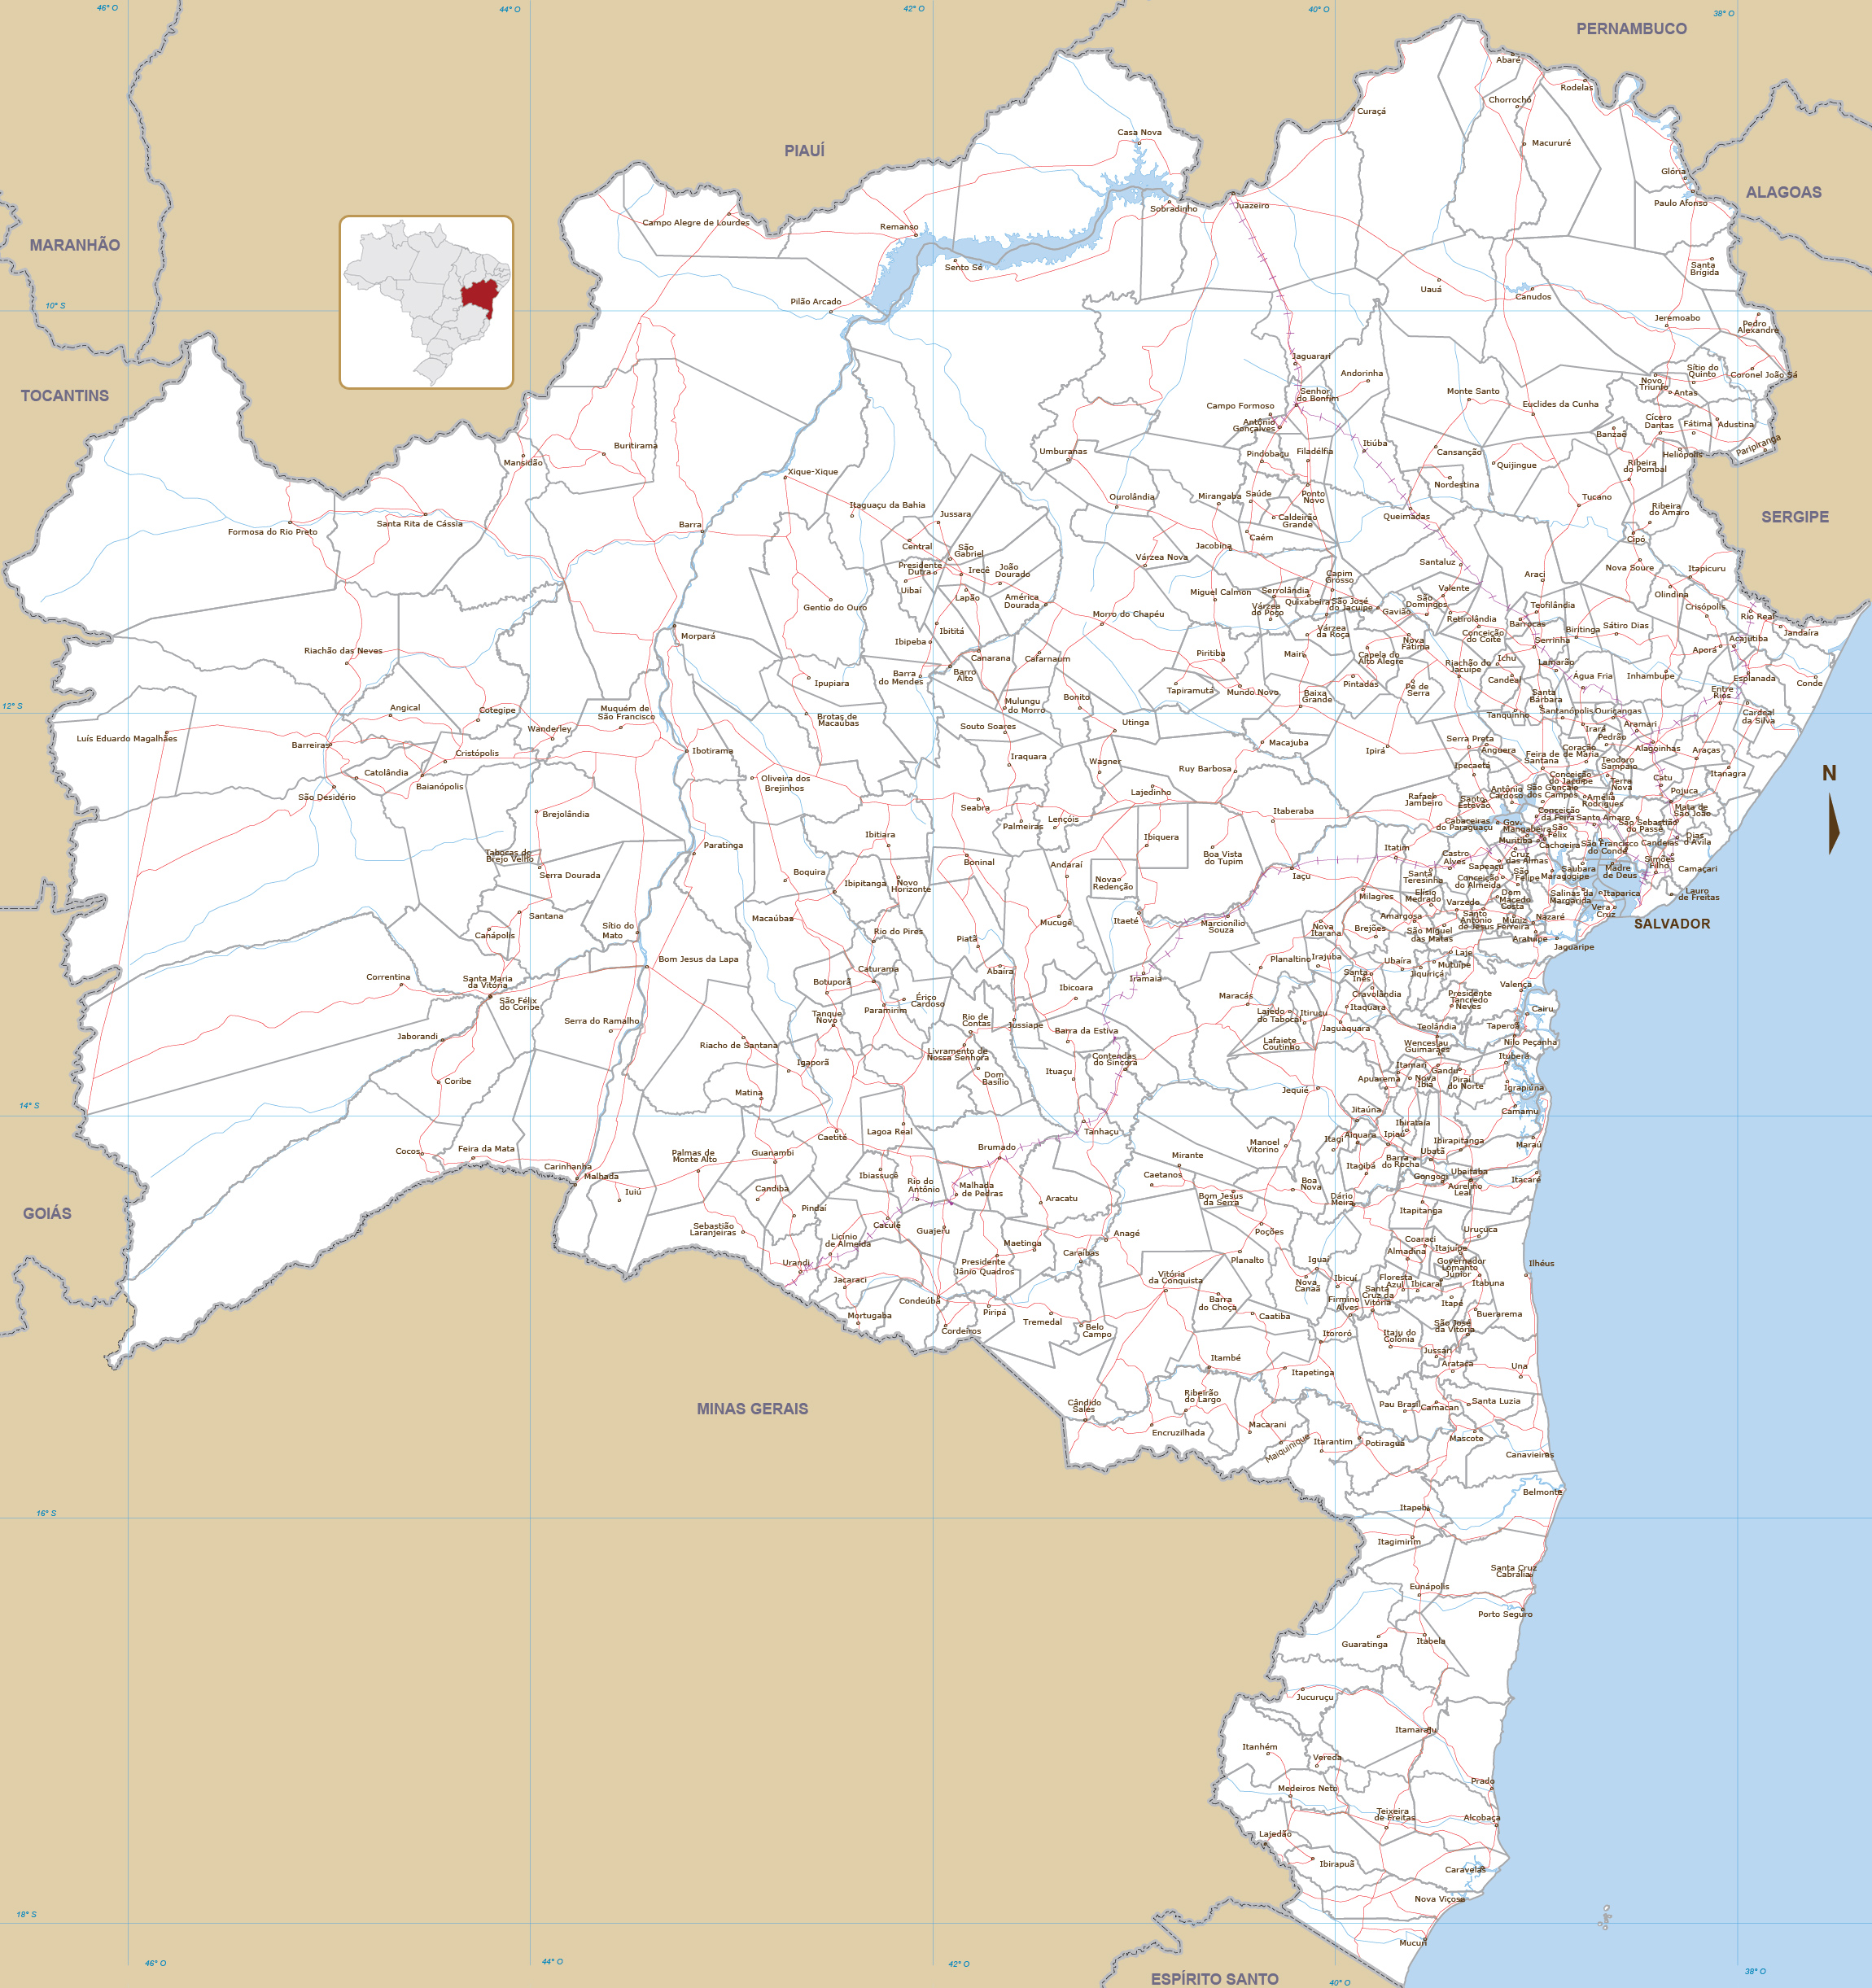 46° O
44° O
42° O
40° O
38° O
PERNAMBUCO
PIAUÍ
ALAGOAS
MARANHÃO
TOCANTINS
SERGIPE
GOIÁS
MINAS GERAIS
ESPÍRITO SANTO
10° S
12° S
14° S
16° S
18° S
N
SALVADOR
Abaré
Rodelas
Chorrochó
Curaçá
Casa Nova
Macururé
Glória
Paulo Afonso
Sobradinho
Juazeiro
Campo Alegre de Lourdes
Remanso
Sento Sé
Santa
Brígida
Uauá
Canudos
Pilão Arcado
Jeremoabo
Pedro
Alexandre
Jaguarari
Andorinha
Sítio do
Quinto
Coronel João Sá
Novo
Triunfo
Antas
Senhor
do Bonfim
Monte Santo
Euclides da Cunha
Campo Formoso
Antônio
Gonçalves
Cícero
Dantas
Fátima
Adustina
Banzaê
Paripiranga
Heliópolis
Buritirama
Mansidão
Umburanas
Pindobaçu
Filadélfia
Itiúba
Cansanção
Quijingue
Ribeira
do Pombal
Xique-Xique
Nordestina
Itaguaçu da Bahia
Ourolândia
Mirangaba
Saúde
Ponto
Novo
Tucano
Ribeira
do Amparo
Jussara
Caldeirão
Grande
Queimadas
Formosa do Rio Preto
Santa Rita de Cássia
Barra
Caém
Cipó
Central
São
Gabriel
Jacobina
Várzea Nova
Presidente
Dutra
Irecê
João
Dourado
Santaluz
Nova Soure
Itapicuru
Araci
Capim
Grosso
Uibaí
Lapão
América
Dourada
Miguel Calmon
Serrolândia
Valente
Olindina
Gentio do Ouro
Várzea
do Poço
Quixabeira
São José
do Jacuípe
Gavião
São
Domingos
Teofilândia
Crisópolis
Rio Real
Morro do Chapéu
Retirolândia
Barrocas
Biritinga
Sátiro Dias
Jandaíra
Morpará
Ibititá
Várzea
da Roça
Nova
Fátima
Conceição
do Coité
Serrinha
Acajutiba
Ibipeba
Aporá
Riachão das Neves
Canarana
Cafarnaum
Piritiba
Mairi
Capela do
Alto Alegre
Riachão do
Jacuípe
Ichu
Lamarão
Barra
do Mendes
Barro
Alto
Candeal
Água Fria
Inhambupe
Esplanada
Conde
Ipupiara
Tapiramutá
Mundo Novo
Baixa
Grande
Pintadas
Pé de
Serra
Santa
Bárbara
Entre
Rios
Bonito
Mulungu
do Morro
Tanquinho
Santanópolis
Ouriçangas
Cardeal
da Silva
Angical
Cotegipe
Muquém de
São Francisco
Brotas de
Macaúbas
Souto Soares
Utinga
Irará
Aramari
Pedrão
Luís Eduardo Magalhães
Wanderley
Serra Preta
Anguera
Barreiras
Cristópolis
Ibotirama
Macajuba
Ipirá
Coração
de Maria
Alagoinhas
Araças
Iraquara
Wagner
Ruy Barbosa
Feira de
Santana
Teodoro
Sampaio
Ipecaetá
Itanagra
Catolândia
Baianópolis
Oliveira dos
Brejinhos
Conceição
do Jacuípe
Catu
São Desidério
Lajedinho
Antônio
Cardoso
São Gonçalo
dos Campos
Terra
Nova
Pojuca
Rafael
Jambeiro
Santo
Estevão
Amélia
Rodrigues
Brejolândia
Seabra
Palmeiras
Lençóis
Itaberaba
Conceição
da Feira
Mata de
São João
Cabaceiras
do Paraguaçu
Gov.
Mangabeira
Santo Amaro
São Sebastião
do Passé
Ibitiara
Ibiquera
São
Félix
Dias
d'Avila
Paratinga
Muritiba
Cachoeira
São Francisco
do Conde
Candeias
Tabocas do
Brejo Velho
Boninal
Boa Vista
do Tupim
Itatim
Castro
Alves
Cruz
das Almas
Simões
Filho
Serra Dourada
Boquira
Andaraí
Iaçu
Sapeaçu
Saubara
Madre
de Deus
Camaçari
Ibipitanga
Novo
Horizonte
Nova
Redenção
Santa
Teresinha
Conceição
do Almeida
São
Felipe
Maragogipe
Milagres
Elísio
Medrado
Varzedo
Dom
Macedo
Costa
Salinas da
Margarida
Itaparica
Lauro
de Freitas
Vera
Cruz
Santana
Macaúbas
Mucugê
Itaeté
Marcionílio
Souza
Amargosa
Santo
Antônio
de Jesus
Muniz
Ferreira
Nazaré
Canápolis
Sítio do
Mato
Rio do Pires
Piatã
Nova
Itarana
Brejões
São Miguel
das Matas
Aratuípe
Jaguaripe
Bom Jesus da Lapa
Planaltino
Irajuba
Laje
Ubaíra
Mutuípe
Correntina
Santa Maria
da Vitória
Caturama
Abaíra
Iramaia
Santa
Inês
Jiquiriçá
Botuporã
Ibicoara
Valença
São Félix
do Coribe
Érico
Cardoso
Paramirim
Maracás
Cravolândia
Presidente
Tancredo
Neves
Cairu
Serra do Ramalho
Tanque
Novo
Rio de
Contas
Jussiape
Barra da Estiva
Lajedo
do Tabocal
Itiruçu
Itaquara
Jaguaquara
Teolândia
Taperoá
Jaborandi
Riacho de Santana
Livramento de
Nossa Senhora
Lafaiete
Coutinho
Wenceslau
Guimarães
Nilo Peçanha
Igaporã
Contendas
do Sincorá
Ituberá
Coribe
Dom
Basílio
Ituaçu
Apuarema
Itamari
Gandu
Nova
Ibiá
Piraí
do Norte
Igrapiúna
Matina
Jequié
Jitaúna
Camamu
Caetité
Lagoa Real
Tanhaçu
Ibirataia
Cocos
Feira da Mata
Palmas de
Monte Alto
Guanambi
Brumado
Manoel
Vitorino
Itagi
Aiquara
Ipiaú
Ibirapitanga
Maraú
Mirante
Ubatã
Carinhanha
Malhada
Ibiassucê
Caetanos
Itagibá
Barra
do Rocha
Ubaitaba
Iuiú
Candiba
Rio do
Antônio
Malhada
de Pedras
Aracatu
Bom Jesus
da Serra
Boa
Nova
Dário
Meira
Gongogi
Aurelino
Leal
Itacaré
Pindaí
Itapitanga
Sebastião
Laranjeiras
Caculé
Guajeru
Anagé
Poções
Uruçuca
Licínio
de Almeida
Maetinga
Caraíbas
Planalto
Iguaí
Coaraci
Almadina
Itajuípe
Urandi
Presidente
Jânio Quadros
Governador
Lomanto
Júnior
Ilhéus
Jacaraci
Vitória
da Conquista
Nova
Canaã
Ibicuí
Floresta
Azul
Ibicaraí
Itabuna
Condeúba
Barra
do Choça
Firmino
Alves
Santa
Cruz da
Vitória
Itapé
Mortugaba
Piripá
Tremedal
Caatiba
Buerarema
Cordeiros
Belo
Campo
Itororó
Itaju do
Colônia
São José
da Vitória
Itambé
Itapetinga
Jussari
Arataca
Una
Cândido
Sales
Ribeirão
do Largo
Pau Brasil
Camacan
Santa Luzia
Encruzilhada
Macarani
Maiquinique
Itarantim
Potiraguá
Mascote
Canavieiras
Belmonte
Itapebi
Itagimirim
Santa Cruz
Cabrália
Eunápolis
Porto Seguro
Guaratinga
Itabela
Jucuruçu
Itamaraju
Itanhém
Vereda
Prado
Medeiros Neto
Teixeira
de Freitas
Alcobaça
Lajedão
Ibirapuã
Caravelas
Nova Viçosa
Mucuri
46° O
44° O
42° O
40° O
38° O